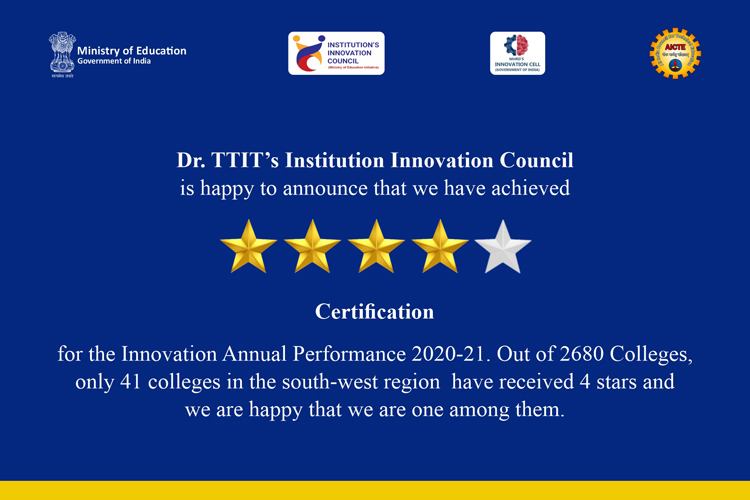 Ministry of Education
Government of India
INSTITUTION'S
INNOVATION
COUNCIL
(Ministry of Education Initiative)
MHRD'S
INNOVATION CELL
(GOVERNMENT OF INDIA)
AICTE
Dr. TTIT’s Institution Innovation Council
is happy to announce that we have achieved
Certification
for the Innovation Annual Performance 2020-21. Out of 2680 Colleges,
only 41 colleges in the south-west region have received 4 stars and
we are happy that we are one among them.